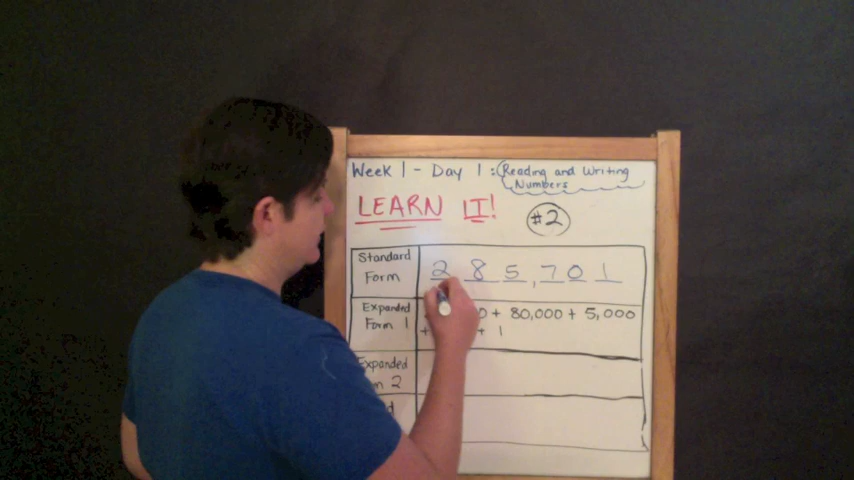 Week 1 - Day 1: Reading and Writing
Numbers
LEARN IT!
#2
Standard
Form
2 8 5, 7 0 1
Expanded
Form 1
0 + 80,000 + 5,000
+ + 1
Expanded
2